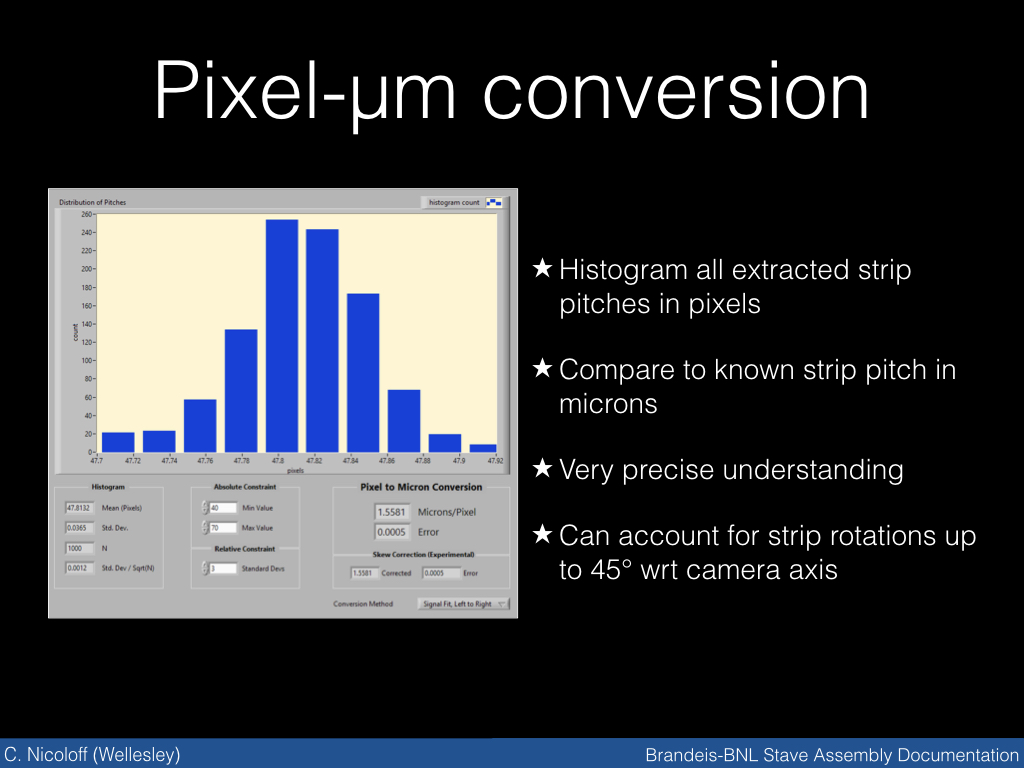 Pixel-µm conversion
Distribution of Pitches
histogram count
260
240
220
200
180
160
140
120
100
80
60
40
20
0
count
47.7 47.72 47.74 47.76 47.78 47.8 47.82 47.84 47.86 47.88 47.9 47.92
pixels
Histogram
47.8132 Mean (Pixels)
0.0365 Std. Dev.
1000 N
0.0012 Std. Dev / Sqrt(N)
Absolute Constraint
40 Min Value
70 Max Value
Relative Constraint
3 Standard Devs
Pixel to Micron Conversion
1.5581 Microns/Pixel
0.0005 Error
Skew Correction (Experimental)
1.5581 Corrected 0.0005 Error
Conversion Method Signal Fit, Left to Right
★ Histogram all extracted strip
pitches in pixels
★ Compare to known strip pitch in
microns
★ Very precise understanding
★ Can account for strip rotations up
to 45° wrt camera axis
C. Nicoloff (Wellesley)
Brandeis-BNL Stave Assembly Documentation